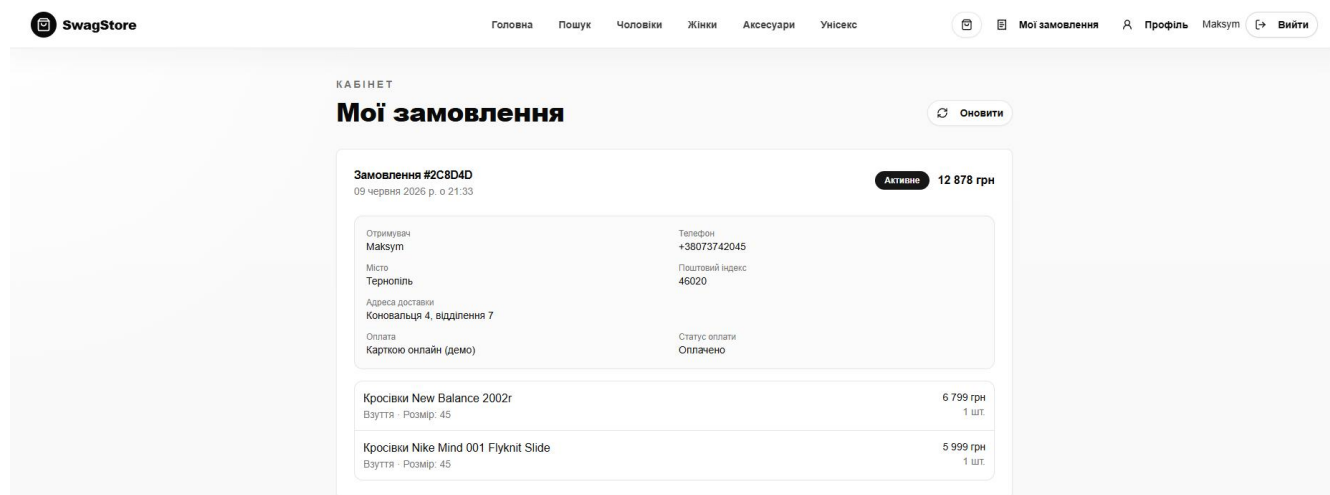 SwagStore
Головна Пошук Чоловіки Жінки Аксесуари Унісекс Мої замовлення Профіль Maksym Вийти
КАБІНЕТ
Мої замовлення
Оновити
Замовлення #2C8D4D
Активне 12 878 грн
09 червня 2026 р. о 21:33
Отримувач Телефон
Maksym +38073742045
Місто Поштовий індекс
Тернопіль 46020
Адреса доставки
Коновальця 4, відділення 7
Оплата Статус оплати
Карткою онлайн (демо) Оплачено
Кросівки New Balance 2002r 6 799 грн
Взуття · Розмір: 45 1 шт.
Кросівки Nike Mind 001 Flyknit Slide 5 999 грн
Взуття · Розмір: 45 1 шт.